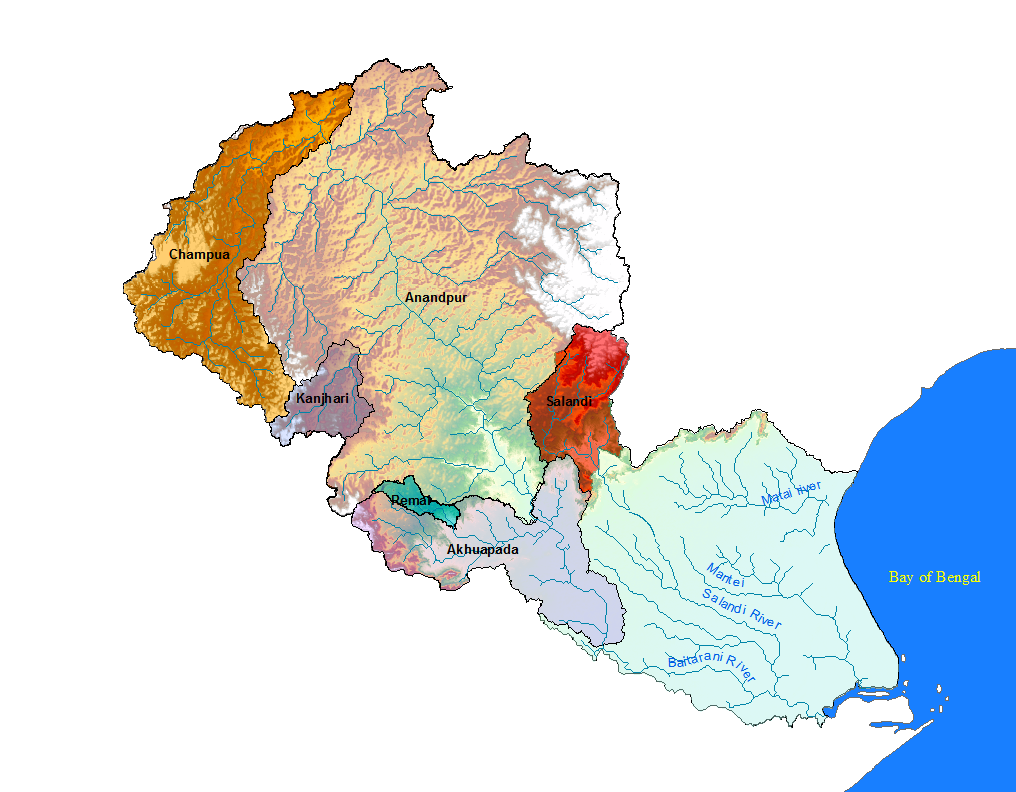 Champua
Anandpur
Kanjhari
Salandi
Remal
Akhuapada
Matai river
Mantei
Salandi River
Baitarani River
Bay of Bengal